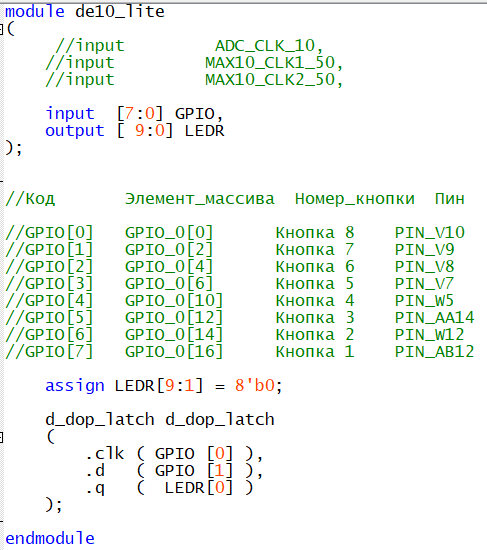 module de10_lite
(
//input ADC_CLK_10,
//input MAX10_CLK1_50,
//input MAX10_CLK2_50,
input [7:0] GPIO,
output [ 9:0] LEDR
);
//Код Элемент_массива Номер_кнопки Пин
//GPIO[0] GPIO_0[0] Кнопка 8 PIN_V10
//GPIO[1] GPIO_0[2] Кнопка 7 PIN_V9
//GPIO[2] GPIO_0[4] Кнопка 6 PIN_V8
//GPIO[3] GPIO_0[6] Кнопка 5 PIN_V7
//GPIO[4] GPIO_0[10] Кнопка 4 PIN_W5
//GPIO[5] GPIO_0[12] Кнопка 3 PIN_AA14
//GPIO[6] GPIO_0[14] Кнопка 2 PIN_W12
//GPIO[7] GPIO_0[16] Кнопка 1 PIN_AB12
assign LEDR[9:1] = 8'b0;
d_dop_latch d_dop_latch
(
.clk ( GPIO [0] ),
.d ( GPIO [1] ),
.q ( LEDR[0] )
);
endmodule